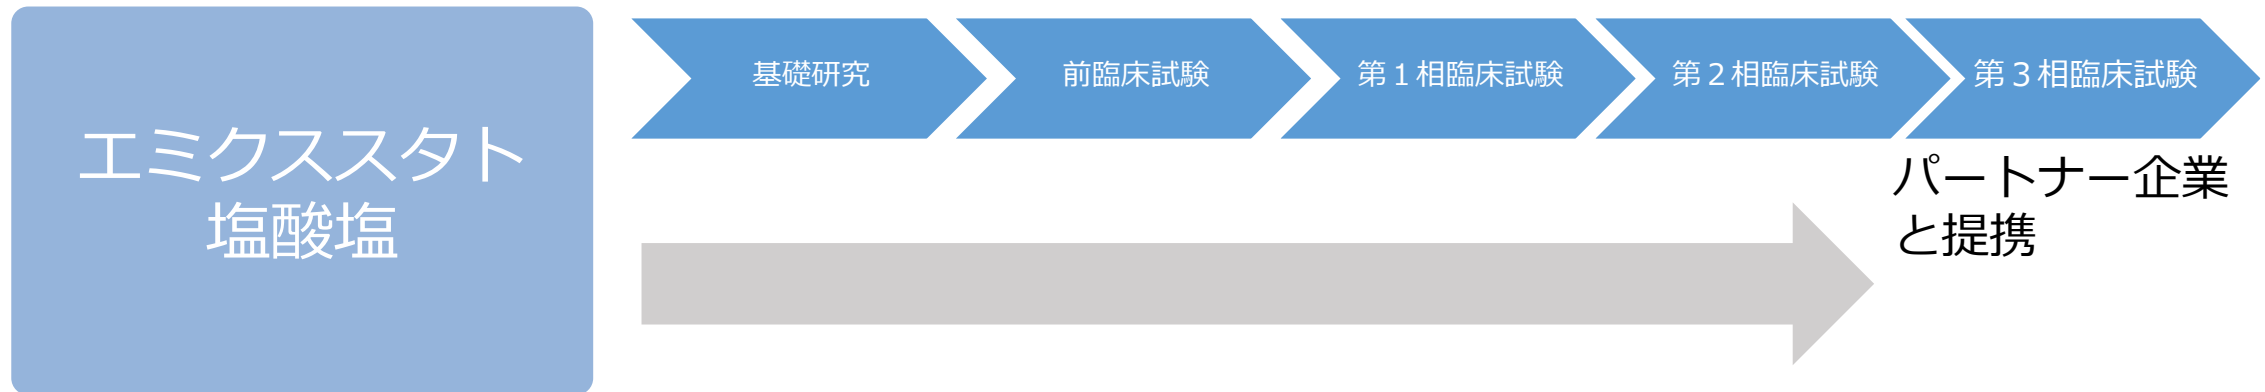 エミクススタト
塩酸塩
基礎研究
前臨床試験
第１相臨床試験
第２相臨床試験
第３相臨床試験
パートナー企業
と提携